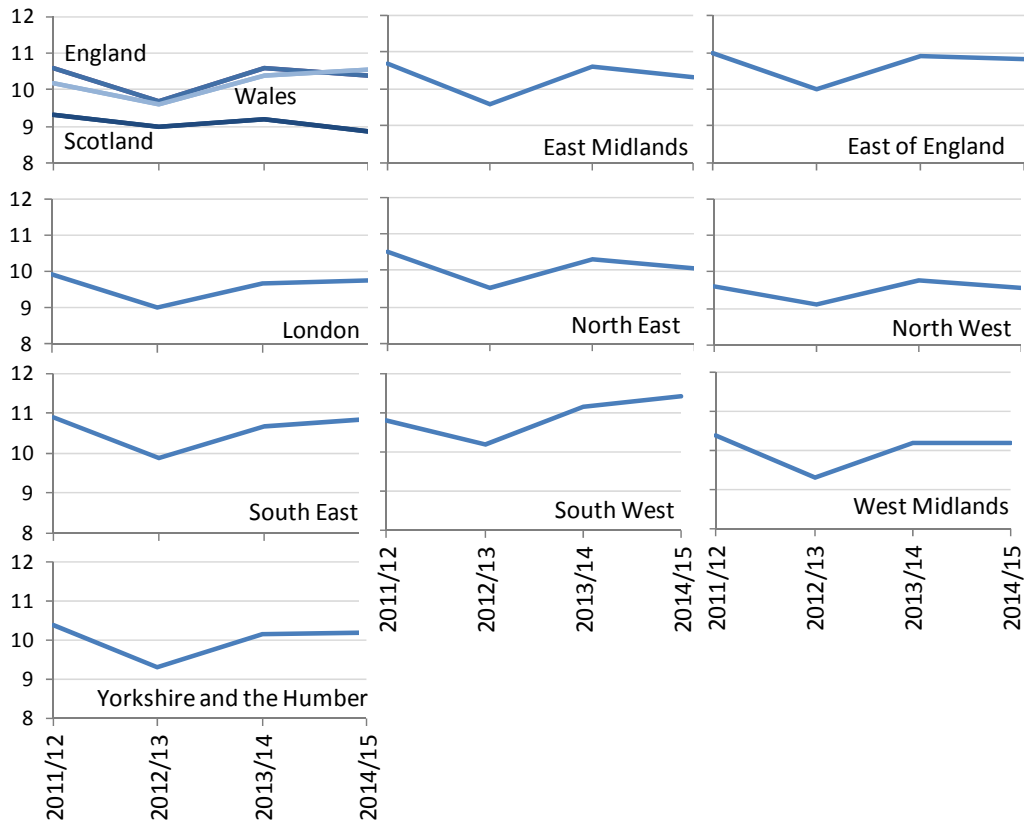 12
11
10
9
8
England
Wales
Scotland
East Midlands
East of England
12
11
10
9
8
London
North East
North West
12
11
10
9
8
South East
South West
West Midlands
2011/12
2012/13
2013/14
2014/15
2011/12
2012/13
2013/14
2014/15
12
11
10
9
8
Yorkshire and the Humber
2011/12
2012/13
2013/14
2014/15